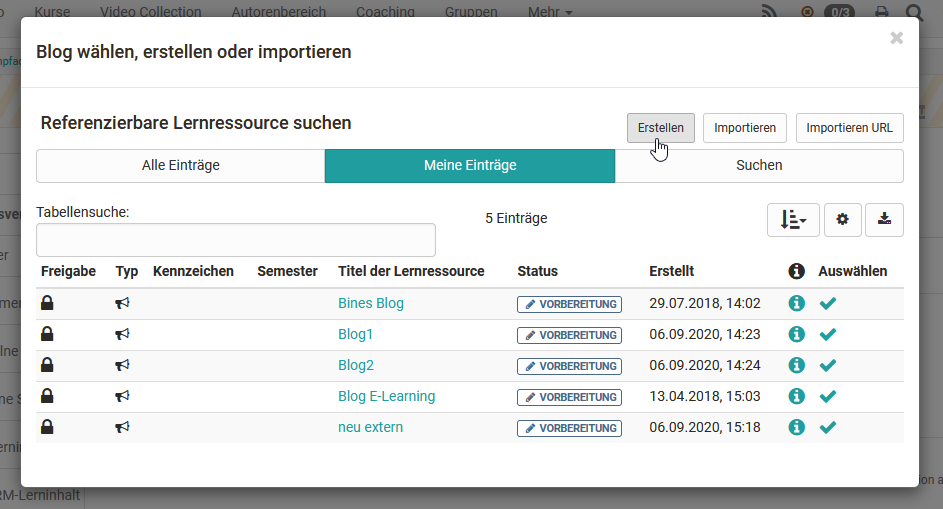 Kurse Video Collection Autorenbereich Coaching Gruppen Mehr 0/3
Blog wählen, erstellen oder importieren
Referenzierbare Lernressource suchen
Erstellen Importieren Importieren URL
Alle Einträge Meine Einträge Suchen
Tabellensuche: 5 Einträge
Freigabe Typ Kennzeichen Semester Titel der Lernressource Status Erstellt Auswählen
Bines Blog VORBEREITUNG 29.07.2018, 14:02
Blog1 VORBEREITUNG 06.09.2020, 14:23
Blog2 VORBEREITUNG 06.09.2020, 14:24
Blog E-Learning VORBEREITUNG 13.04.2018, 15:03
neu extern VORBEREITUNG 06.09.2020, 15:18
RM-Lerninhalt